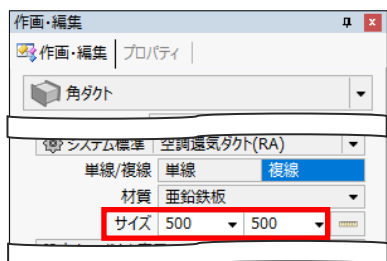 作画・編集
作画・編集 プロパティ
角ダクト
システム標準 空調還気ダクト(RA)
単線/複線 単線 複線
材質 亜鉛鉄板
サイズ 500 500